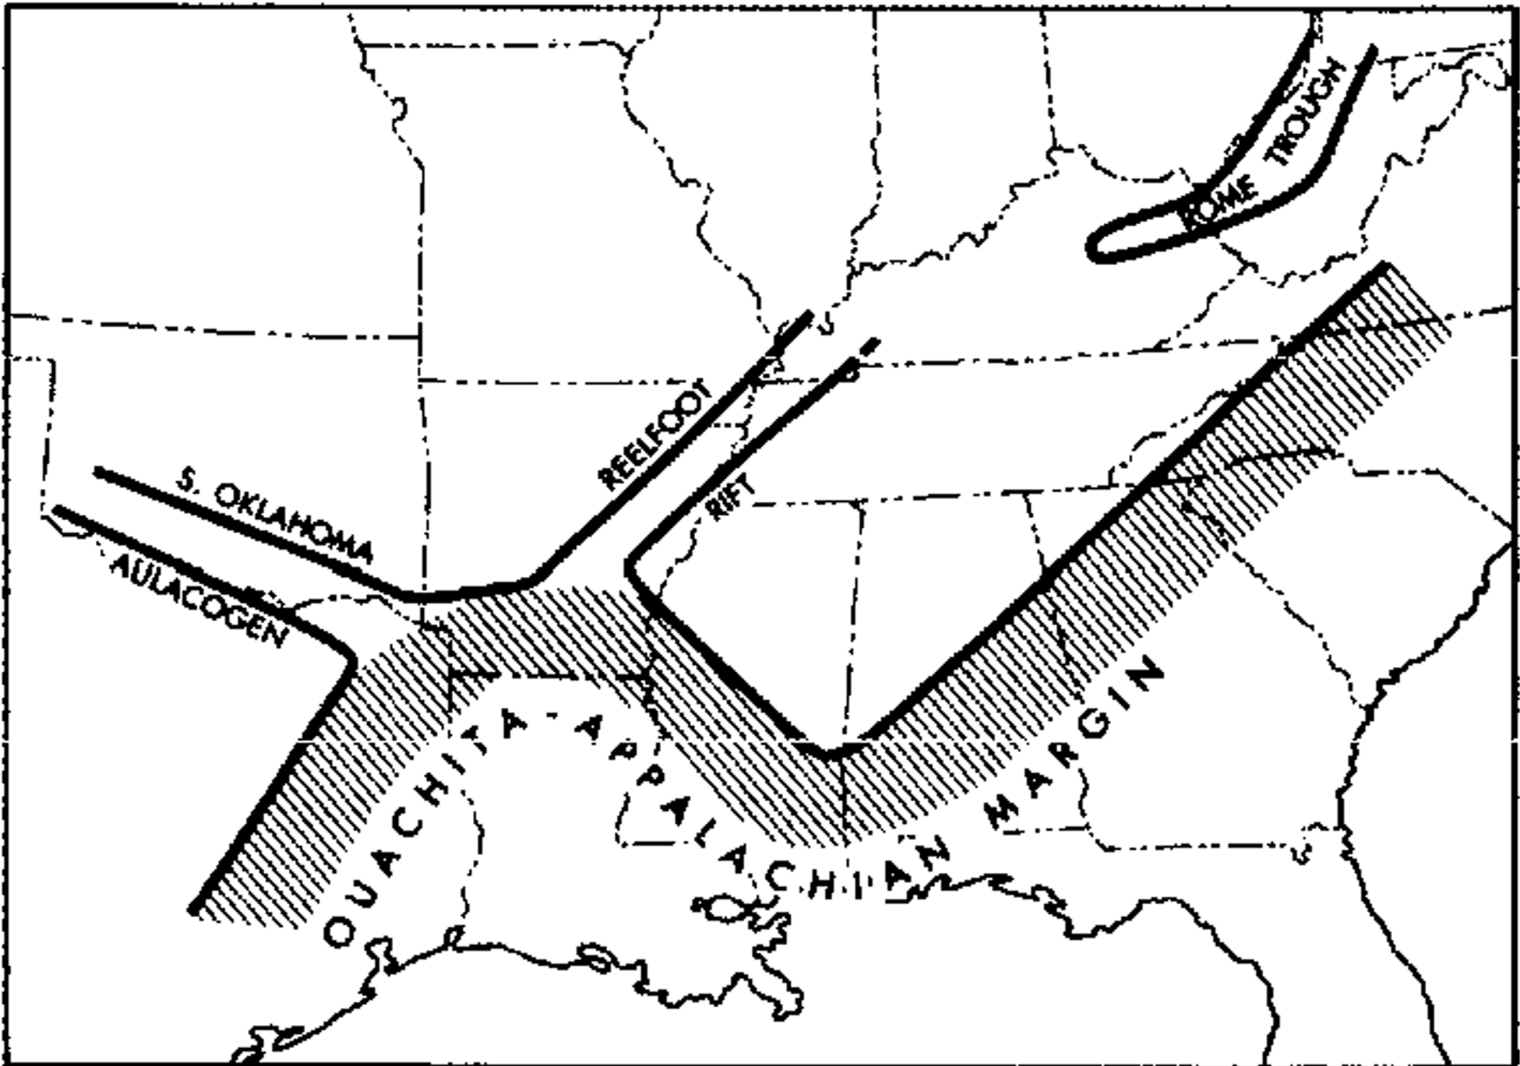 ROME TROUGH
REELFOOT
RIFT
S. OKLAHOMA
AULACOGEN
OUACHITA - APPALACHIAN MARGIN